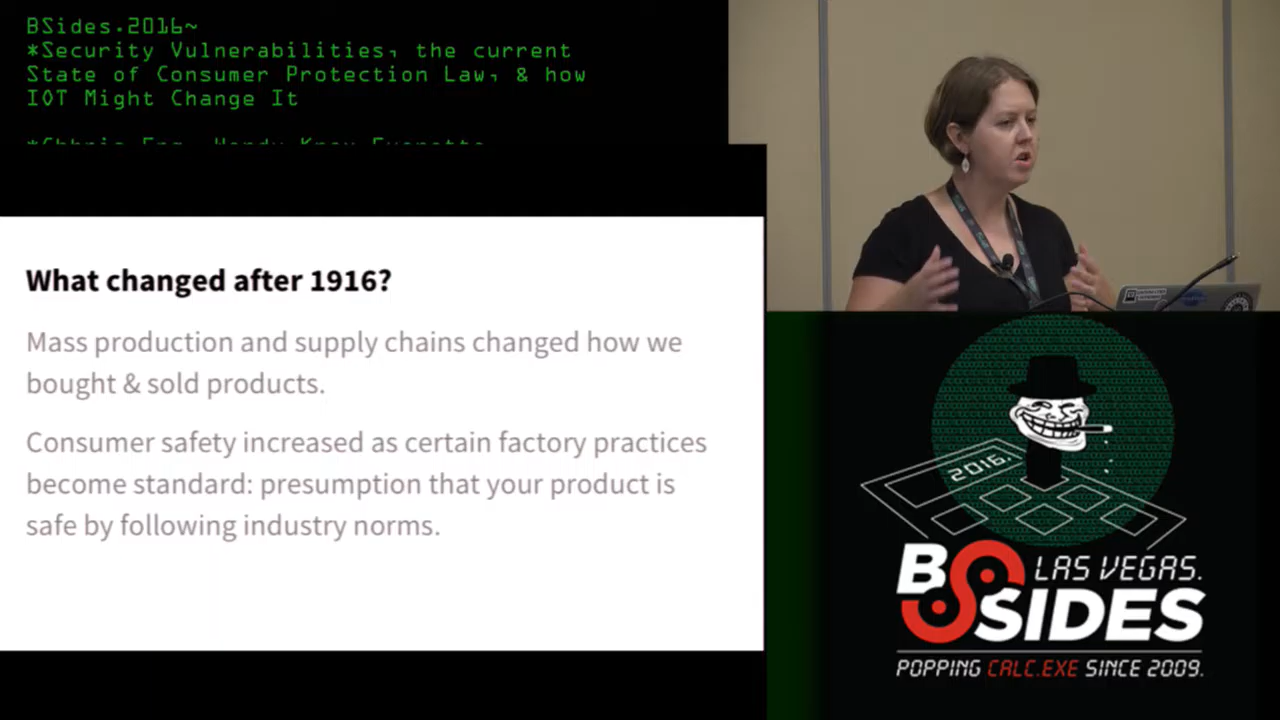 BSides.2016~
*Security Vulnerabilities, the current
State of Consumer Protection Law, & how
IOT Might Change It
What changed after 1916?
Mass production and supply chains changed how we
bought & sold products.
Consumer safety increased as certain factory practices
become standard: presumption that your product is
safe by following industry norms.
2016.
BSIDES
LAS VEGAS.
POPPING CALC.EXE SINCE 2009.